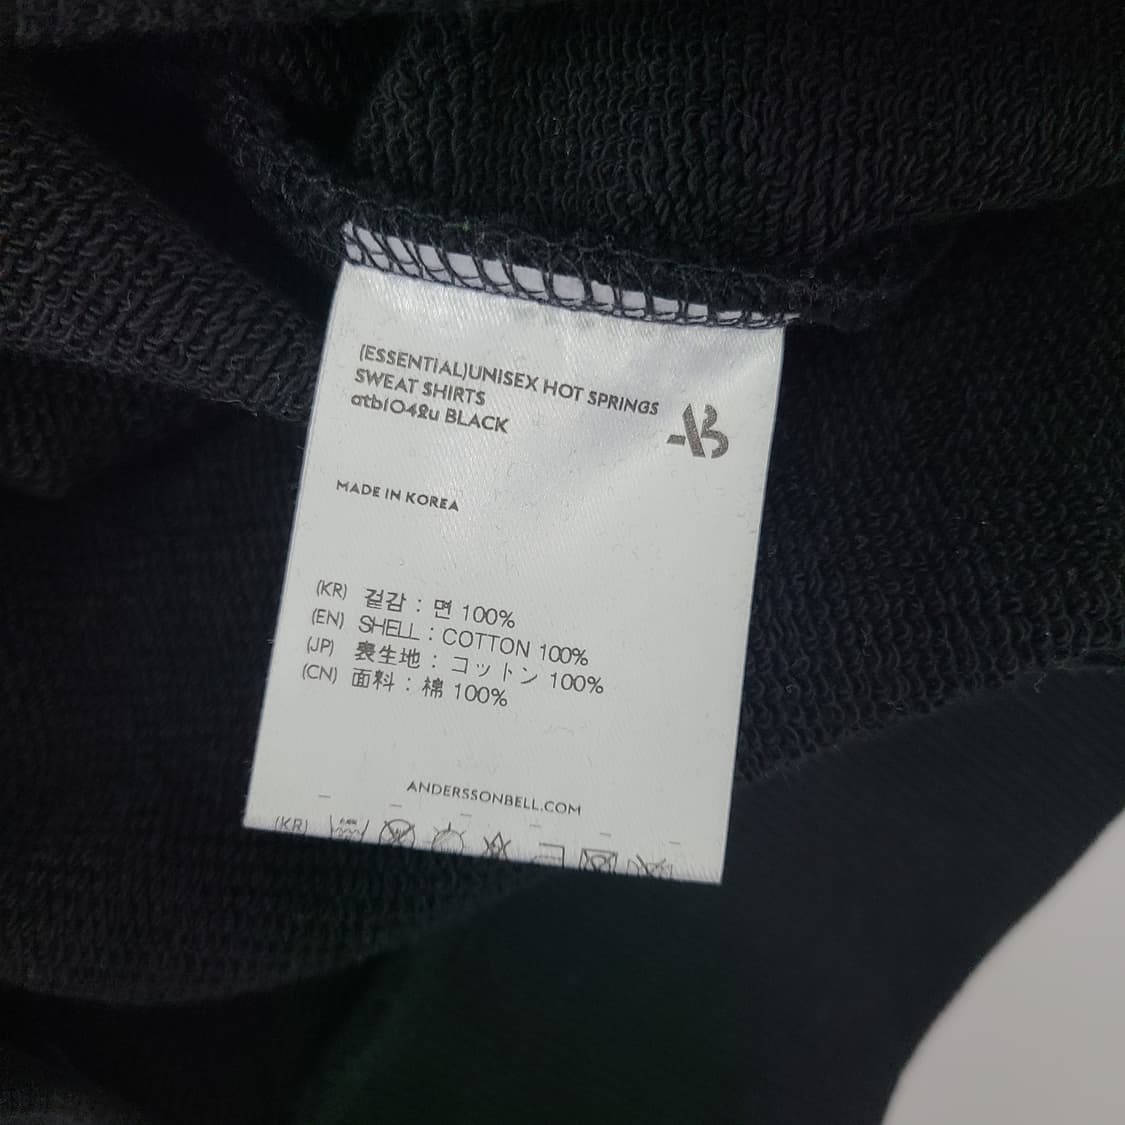 (ESSENTIAL)UNISEX HOT SPRINGS
SWEAT SHIRTS
atb1042u BLACK
AB
MADE IN KOREA
(KR) 겉감 : 면 100%
(EN) SHELL : COTTON 100%
(JP) 表生地 : コットン 100%
(CN) 面料 : 棉 100%
ANDERSSONBELL.COM
(KR)